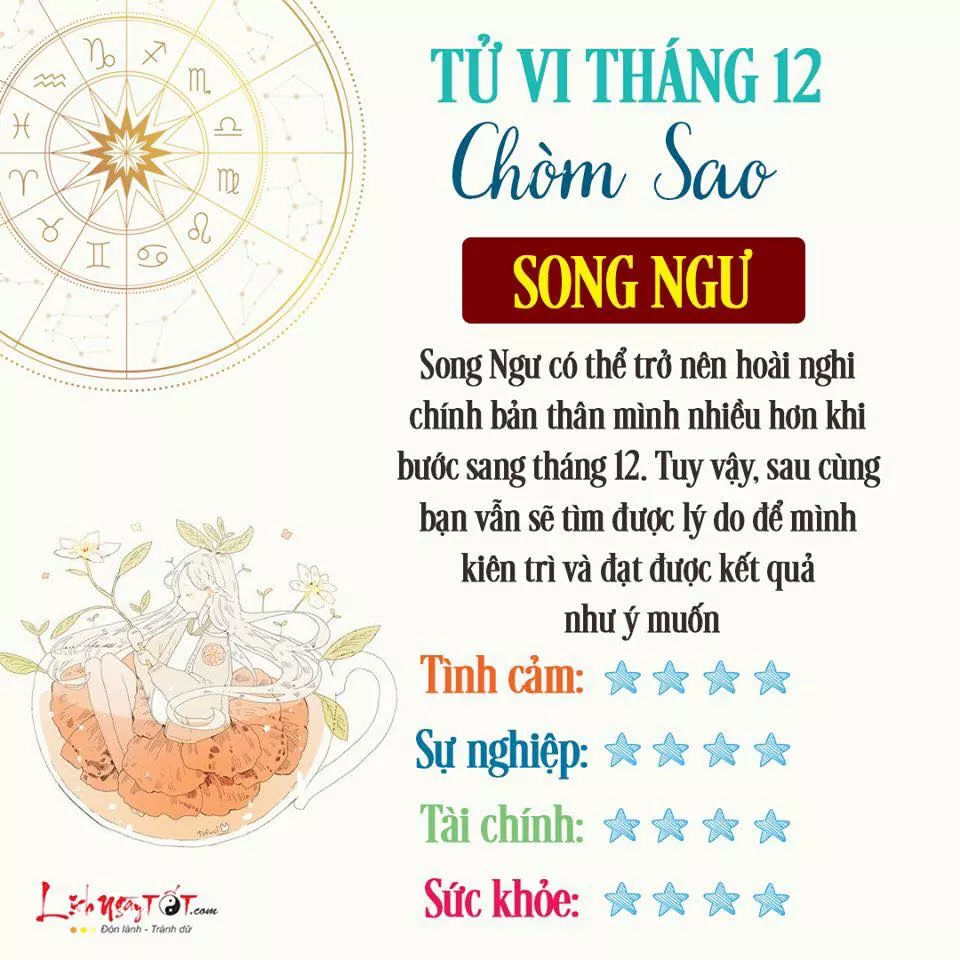 TỬ VI THÁNG 12
Chòm Sao
SONG NGƯ
Song Ngư có thể trở nên hoài nghi
chính bản thân mình nhiều hơn khi
bước sang tháng 12. Tuy vậy, sau cùng
bạn vẫn sẽ tìm được lý do để mình
kiên trì và đạt được kết quả
như ý muốn
Tình cảm:
Sự nghiệp:
Tài chính:
Sức khỏe:
LịchNgàyTỐT.com
Đón lành - Tránh dữ